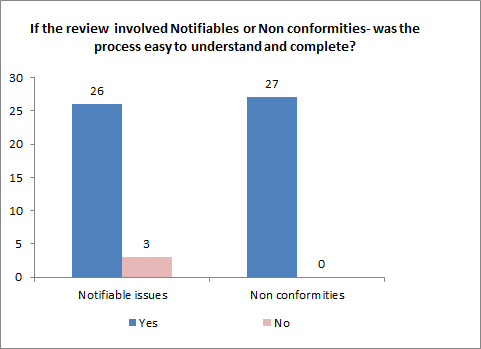 If the review involved Notifiables or Non conformities- was the
process easy to understand and complete?
30
25
20
15
10
5
0
26
3
27
0
Notifiable issues
Non conformities
Yes
No